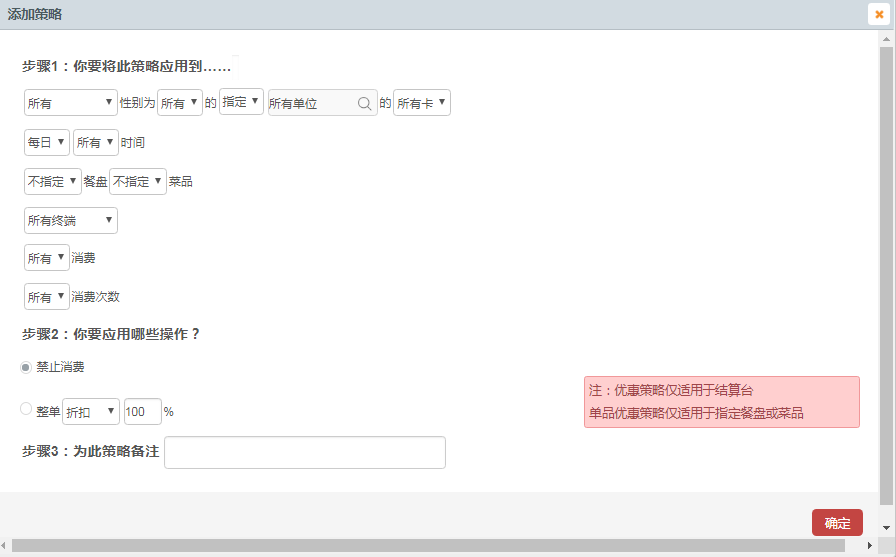 添加策略
步骤1：你要将此策略应用到……
所有 性别为 所有 的 指定 所有单位 的 所有卡
每日 所有 时间
不指定 餐盘 不指定 菜品
所有终端
所有 消费
所有 消费次数
步骤2：你要应用哪些操作？
禁止消费
整单 折扣 100 %
注：优惠策略仅适用于结算台
单品优惠策略仅适用于指定餐盘或菜品
步骤3：为此策略备注
确定